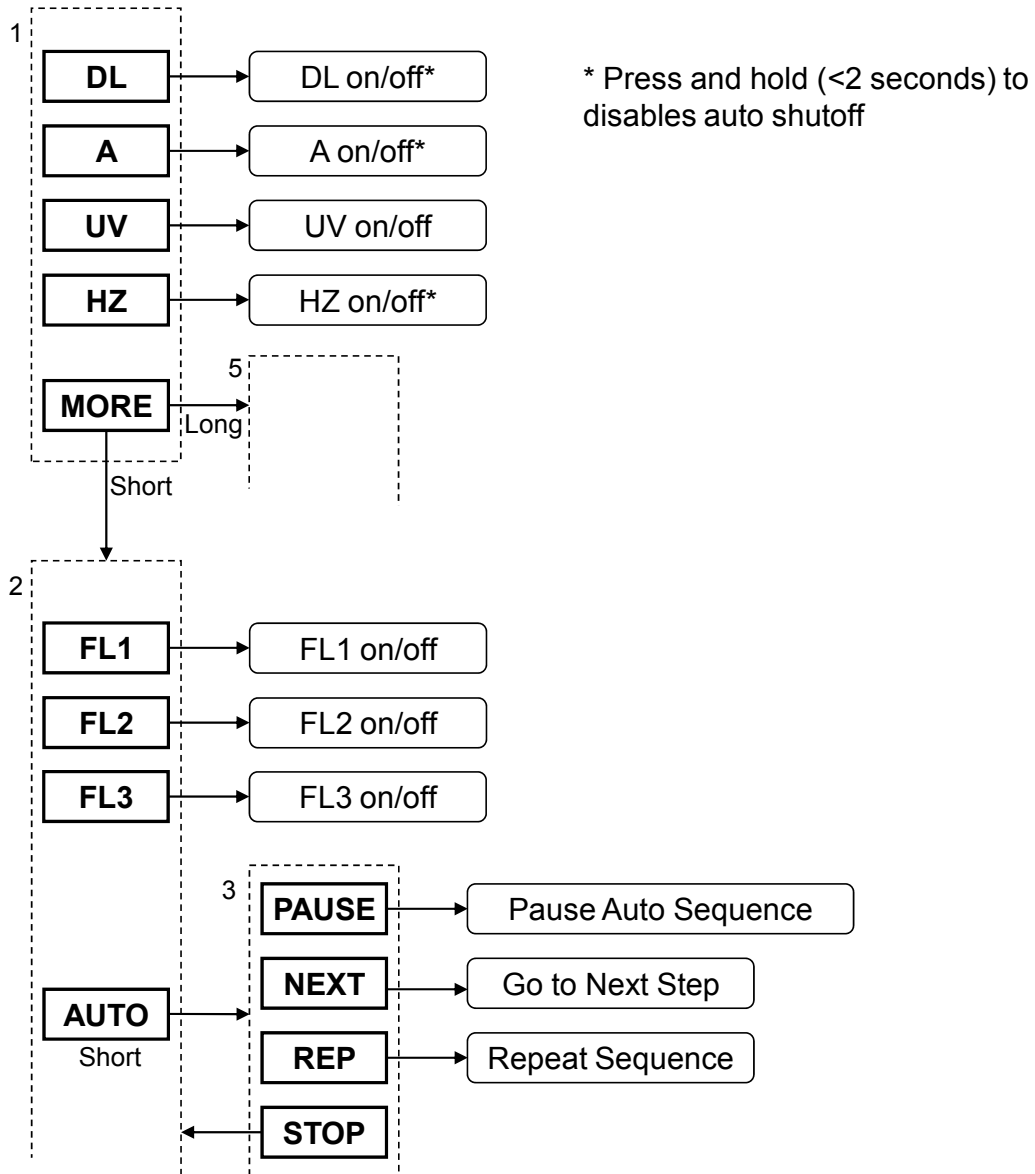 1
DL
DL on/off*
* Press and hold (<2 seconds) to
disables auto shutoff
A
A on/off*
UV
UV on/off
HZ
HZ on/off*
5
MORE
Long
Short
2
FL1
FL1 on/off
FL2
FL2 on/off
FL3
FL3 on/off
3
PAUSE
Pause Auto Sequence
NEXT
Go to Next Step
AUTO
Short
REP
Repeat Sequence
STOP